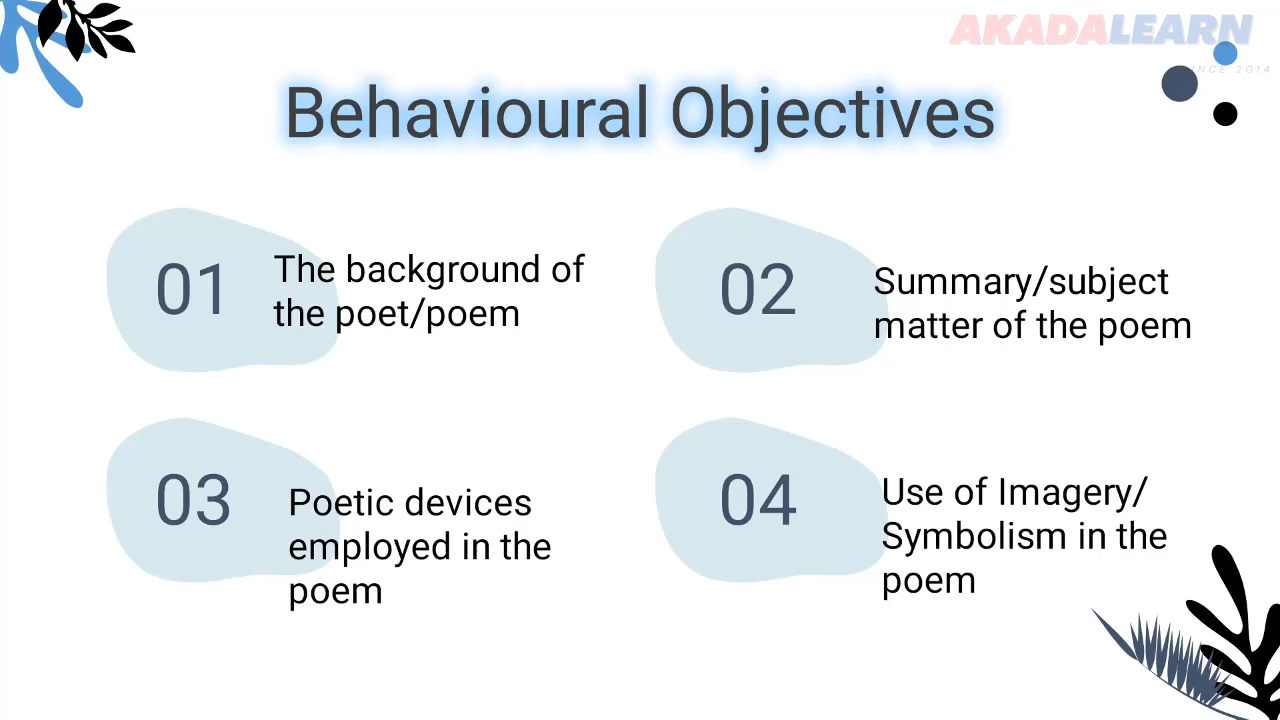 AKADALEARN
SINCE 2014
Behavioural Objectives
01
The background of
the poet/poem
02
Summary/subject
matter of the poem
03
Poetic devices
employed in the
poem
04
Use of Imagery/
Symbolism in the
poem